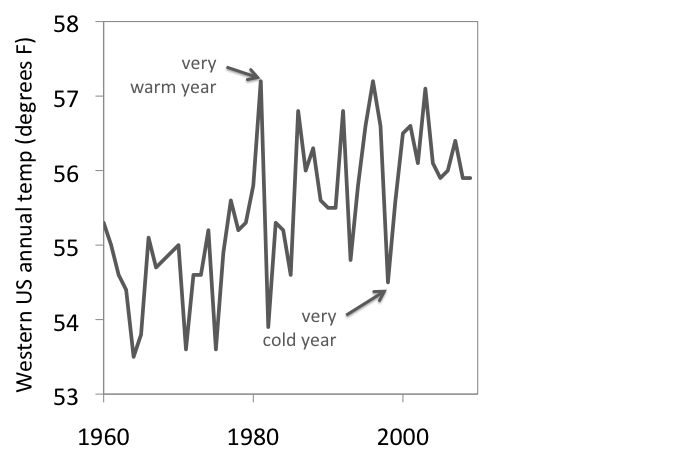 Western US annual temp (degrees F)
58
57
56
55
54
53
very
warm year
very
cold year
1960
1980
2000